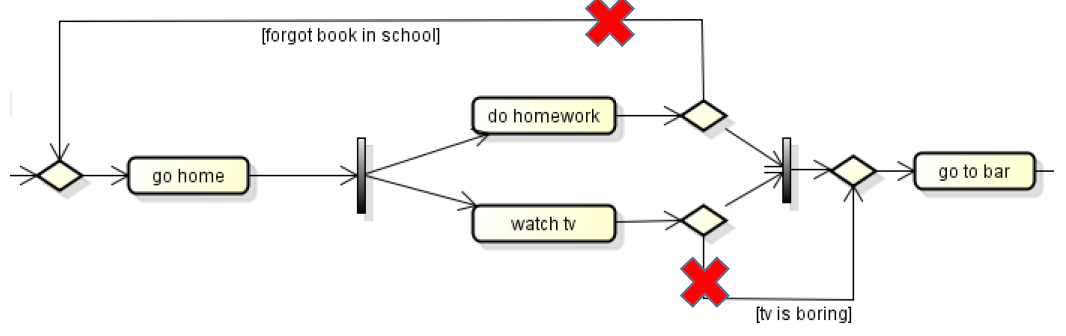 [forgot book in school]
do homework
go home
go to bar
watch tv
[tv is boring]